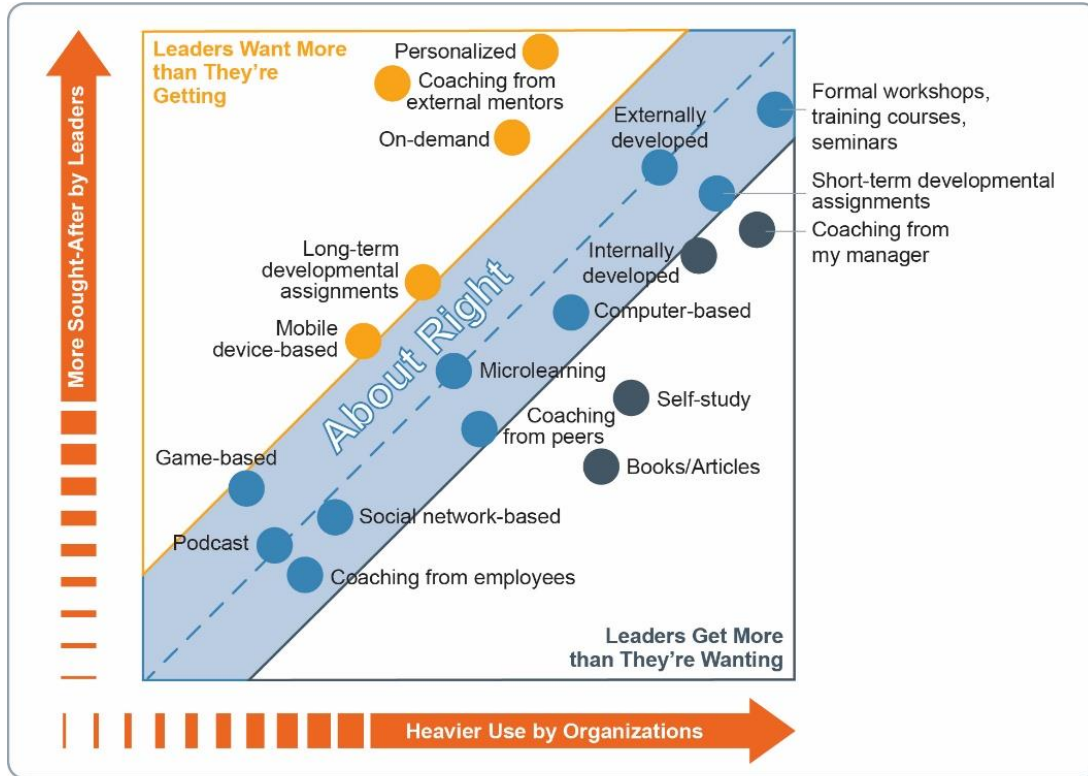 Leaders Want More
than They're
Getting
Personalized
Coaching from
external mentors
On-demand
Externally
developed
Formal workshops,
training courses,
seminars
Short-term developmental
assignments
Coaching from
my manager
Long-term
developmental
assignments
Internally
developed
Computer-based
Mobile
device-based
About Right
Microlearning
Self-study
Coaching
from peers
Books/Articles
Game-based
Social network-based
Podcast
Coaching from employees
Leaders Get More
than They're Wanting
More Sought-After by Leaders
Heavier Use by Organizations